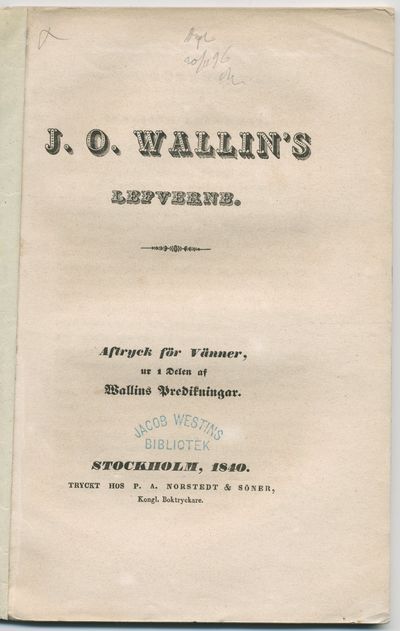 J. O. WALLIN'S
LEFVERNE.
Aftryck för Vänner,
ur 1 Delen af
Wallins Predikningar.
JACOB WESTINS
BIBLIOTEK
STOCKHOLM, 1840.
TRYCKT HOS P. A. NORSTEDT & SÖNER,
Kongl. Boktryckare.